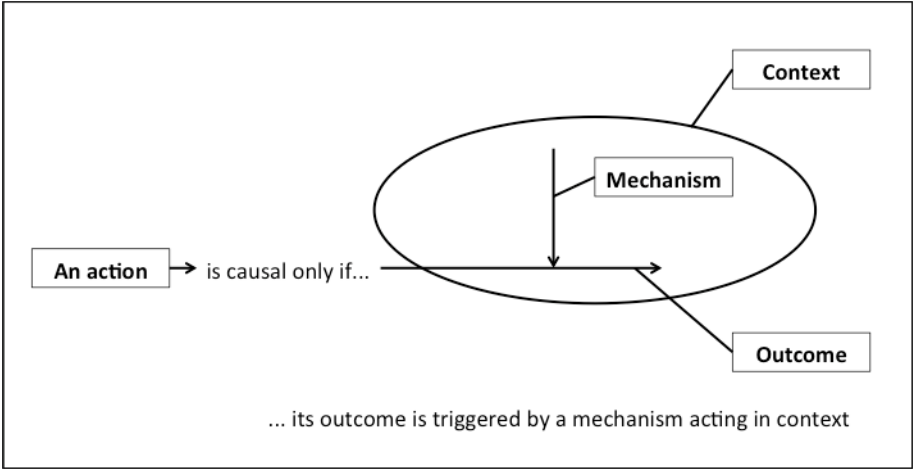 Context
Mechanism
An action
is causal only if...
Outcome
... its outcome is triggered by a mechanism acting in context